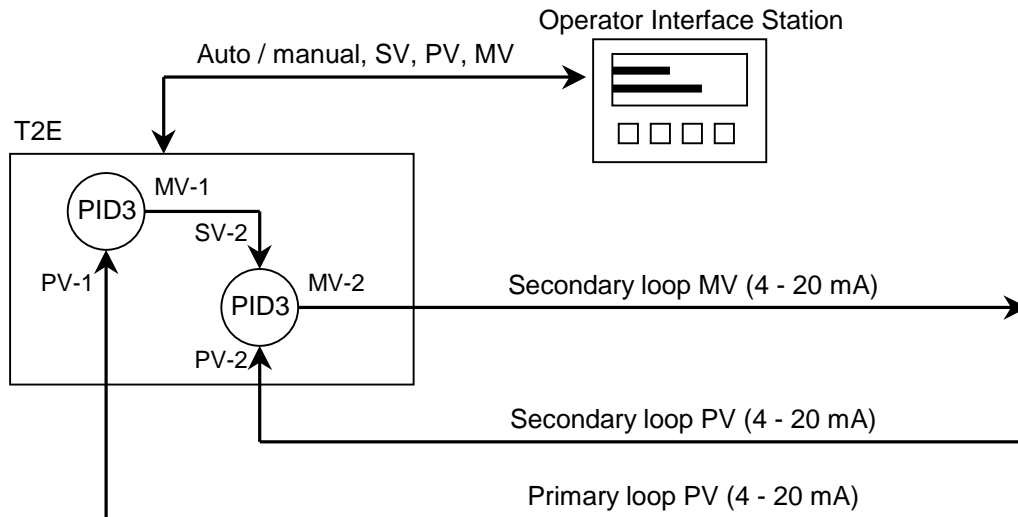 Operator Interface Station
Auto / manual, SV, PV, MV
T2E
MV-1
PID3
SV-2
PV-1
MV-2
PID3
Secondary loop MV (4 - 20 mA)
PV-2
Secondary loop PV (4 - 20 mA)
Primary loop PV (4 - 20 mA)